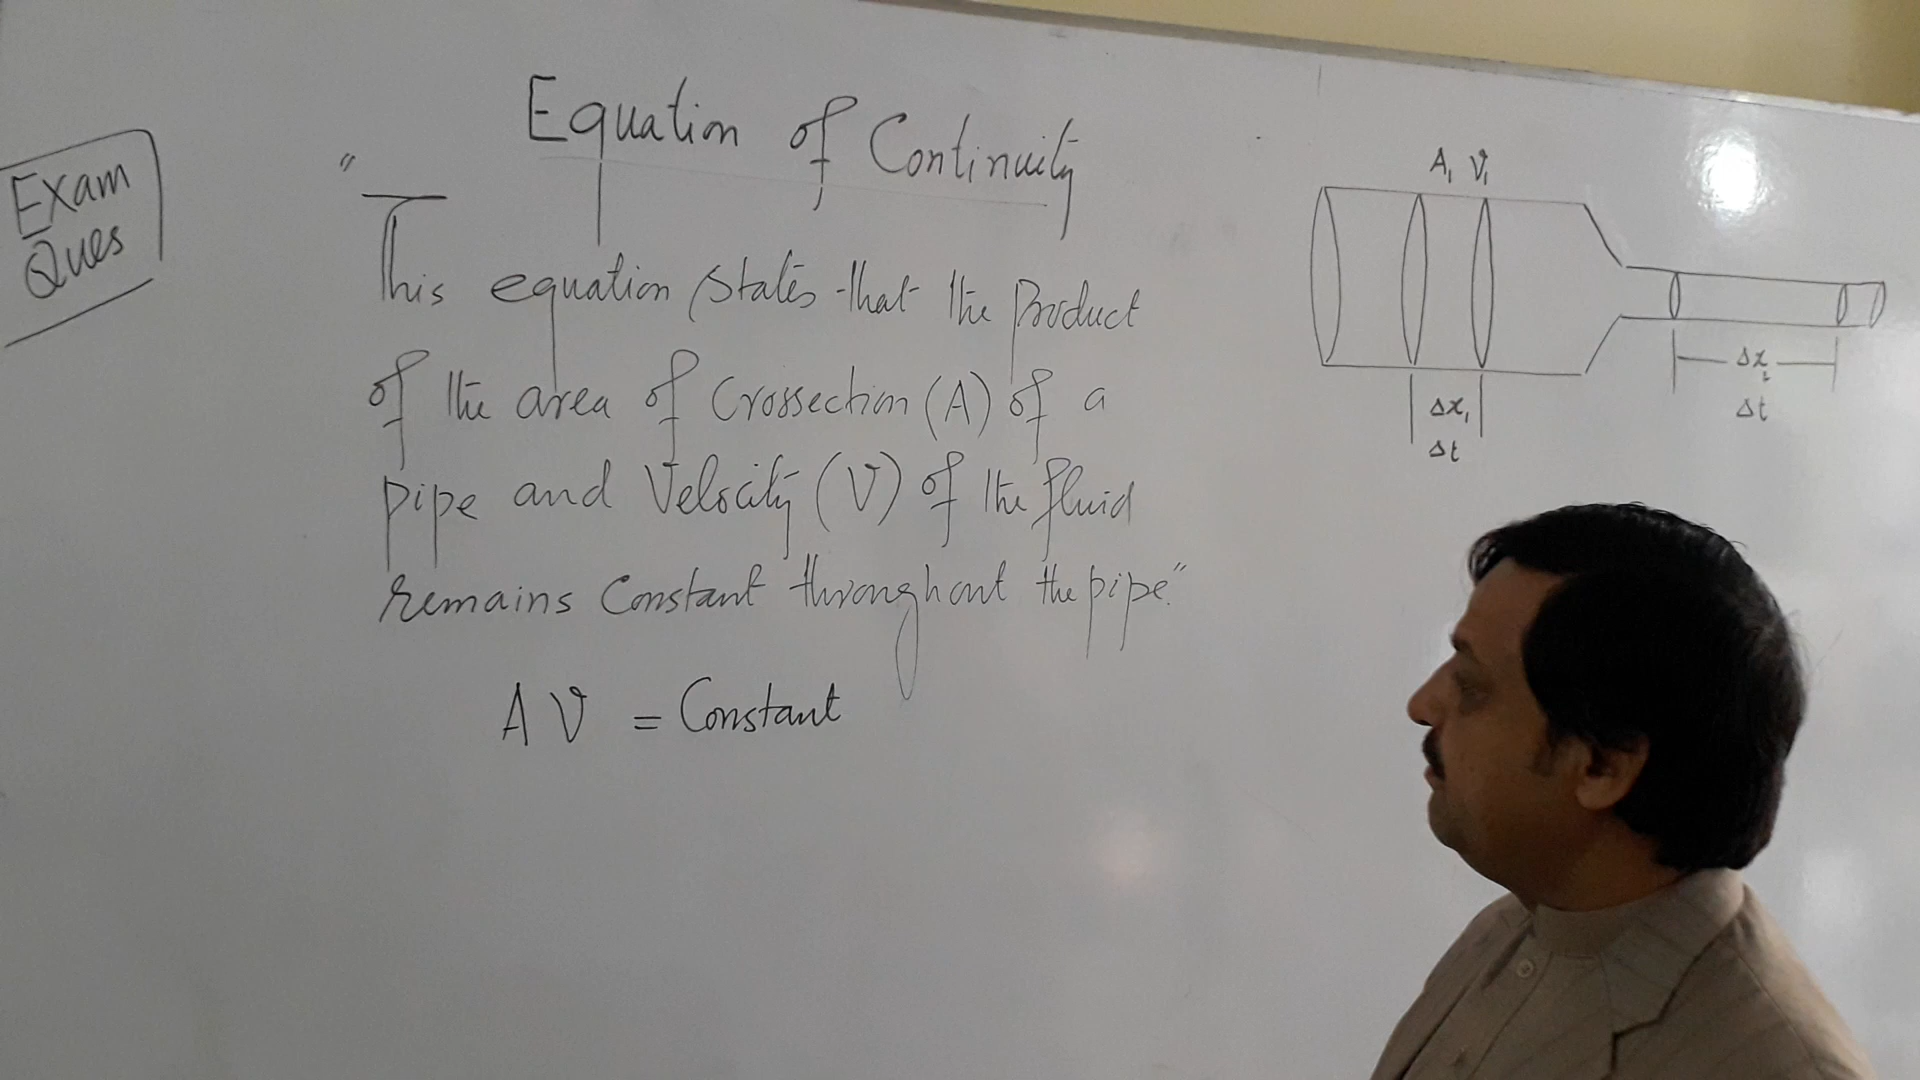 Exam
Ques
Equation of Continuity
"This equation states that the Product
of the area of Crossection (A) of a
pipe and Velocity (V) of the fluid
remains Constant throughout the pipe."
A V = Constant
A₁ V₁
Δx₁
Δt
Δx₂
Δt